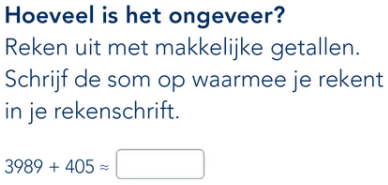 Hoeveel is het ongeveer?
Reken uit met makkelijke getallen.
Schrijf de som op waarmee je rekent
in je rekenschrift.
3989 + 405 ≈